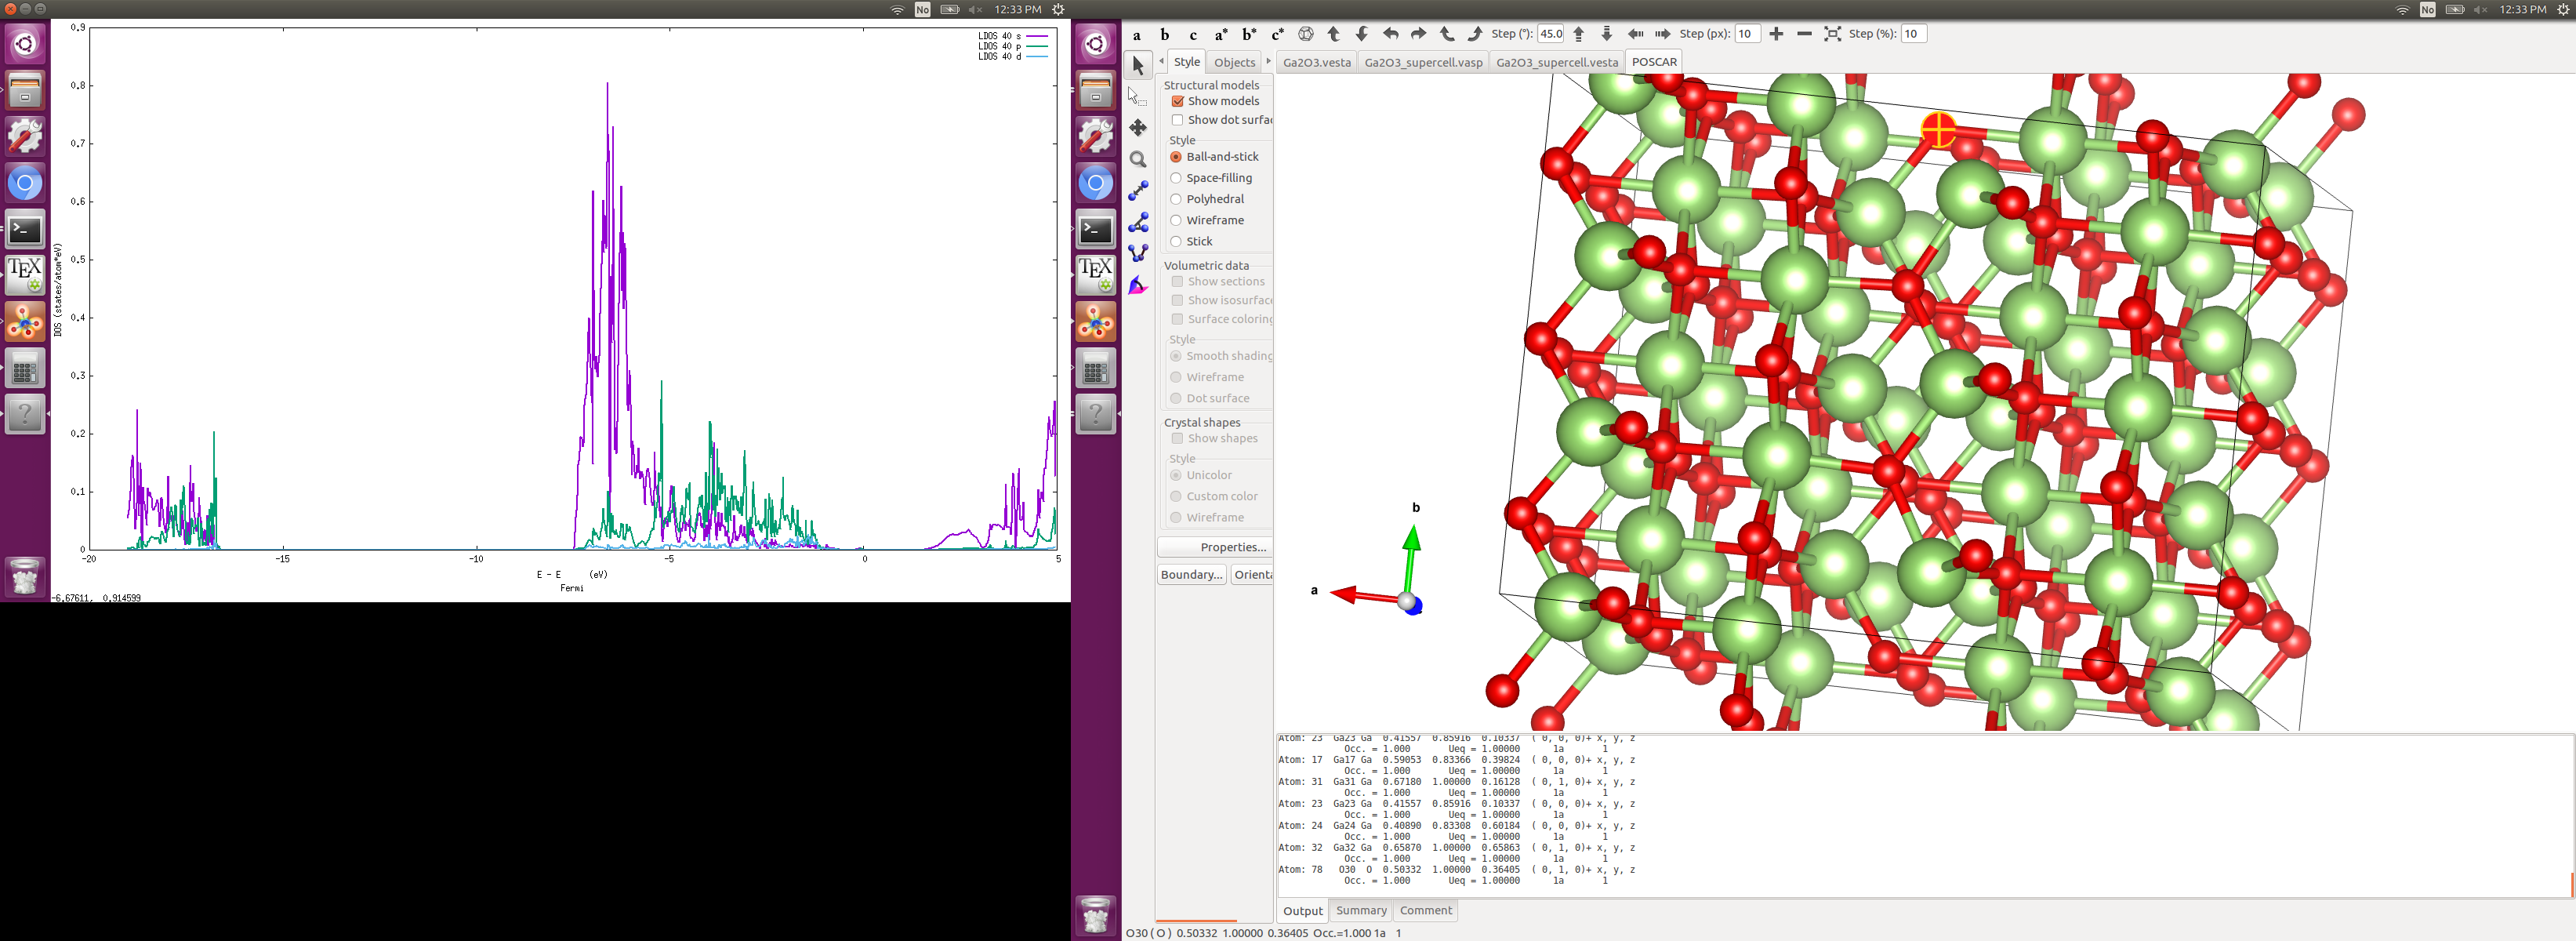 No 12:33 PM
LDOS 40 s
LDOS 40 p
LDOS 40 d
0.9
0.8
0.7
0.6
0.5
0.4
0.3
0.2
0.1
0
DOS (states/atom*eV)
-20 -15 -10 -5 0 5
E - E (eV)
Fermi
-6.67611, 0.914599
>_
TEX
?
No 12:33 PM
>_
TEX
?
a b c a* b* c* Step (°): 45.0 Step (px): 10 Step (%): 10
Style Objects
Ga2O3.vesta Ga2O3_supercell.vasp Ga2O3_supercell.vesta POSCAR
Structural models
Show models
Show dot surfac
Style
Ball-and-stick
Space-filling
Polyhedral
Wireframe
Stick
Volumetric data
Show sections
Show isosurface
Surface coloring
Style
Smooth shading
Wireframe
Dot surface
Crystal shapes
Show shapes
Style
Unicolor
Custom color
Wireframe
Properties...
Boundary... Orienta
b
a
Atom: 23 Ga23 Ga 0.41557 0.85916 0.10337 ( 0, 0, 0)+ x, y, z
Occ. = 1.000 Ueq = 1.00000 1a 1
Atom: 17 Ga17 Ga 0.59053 0.83366 0.39824 ( 0, 0, 0)+ x, y, z
Occ. = 1.000 Ueq = 1.00000 1a 1
Atom: 31 Ga31 Ga 0.67180 1.00000 0.16128 ( 0, 1, 0)+ x, y, z
Occ. = 1.000 Ueq = 1.00000 1a 1
Atom: 23 Ga23 Ga 0.41557 0.85916 0.10337 ( 0, 0, 0)+ x, y, z
Occ. = 1.000 Ueq = 1.00000 1a 1
Atom: 24 Ga24 Ga 0.40890 0.83308 0.60184 ( 0, 0, 0)+ x, y, z
Occ. = 1.000 Ueq = 1.00000 1a 1
Atom: 32 Ga32 Ga 0.65870 1.00000 0.65863 ( 0, 1, 0)+ x, y, z
Occ. = 1.000 Ueq = 1.00000 1a 1
Atom: 78 O30 O 0.50332 1.00000 0.36405 ( 0, 1, 0)+ x, y, z
Occ. = 1.000 Ueq = 1.00000 1a 1
Output Summary Comment
O30 ( O ) 0.50332 1.00000 0.36405 Occ.=1.000 1a 1